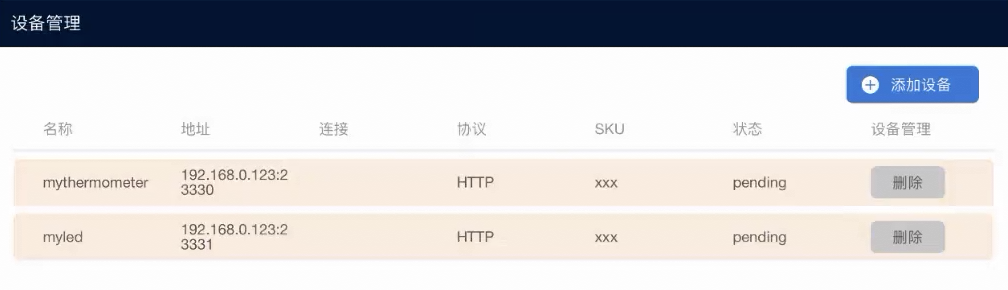 设备管理
添加设备
名称 地址 连接 协议 SKU 状态 设备管理
mythermometer 192.168.0.123:2 HTTP xxx pending 删除
3330
myled 192.168.0.123:2 HTTP xxx pending 删除
3331